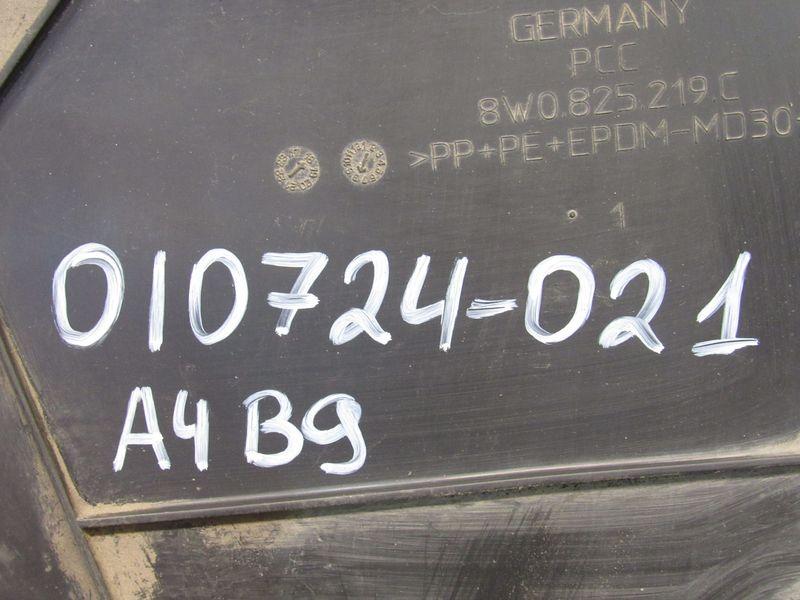 GERMANY
PCC
8W0.825.219.C
>PP+PE+EPDM-MD30
1
010724-021
A4 B9